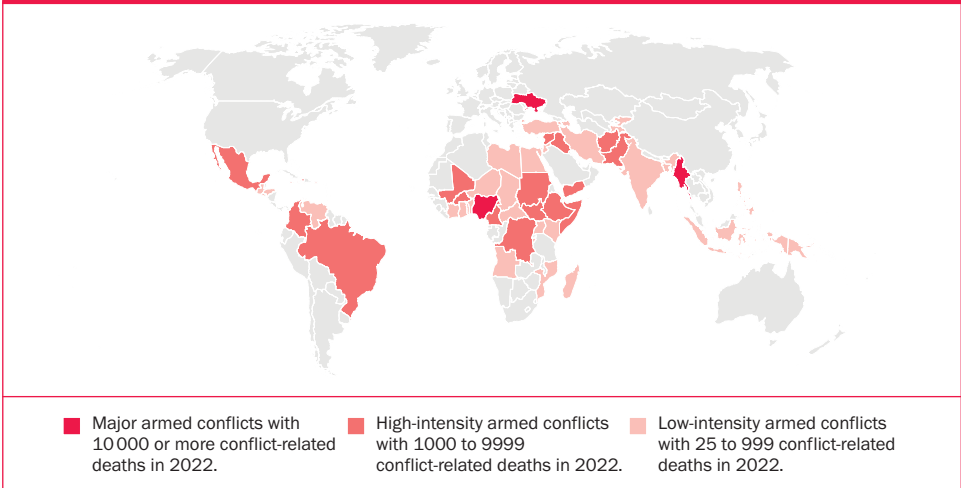 Major armed conflicts with
10 000 or more conflict-related
deaths in 2022.
High-intensity armed conflicts
with 1000 to 9999
conflict-related deaths in 2022.
Low-intensity armed conflicts
with 25 to 999 conflict-related
deaths in 2022.